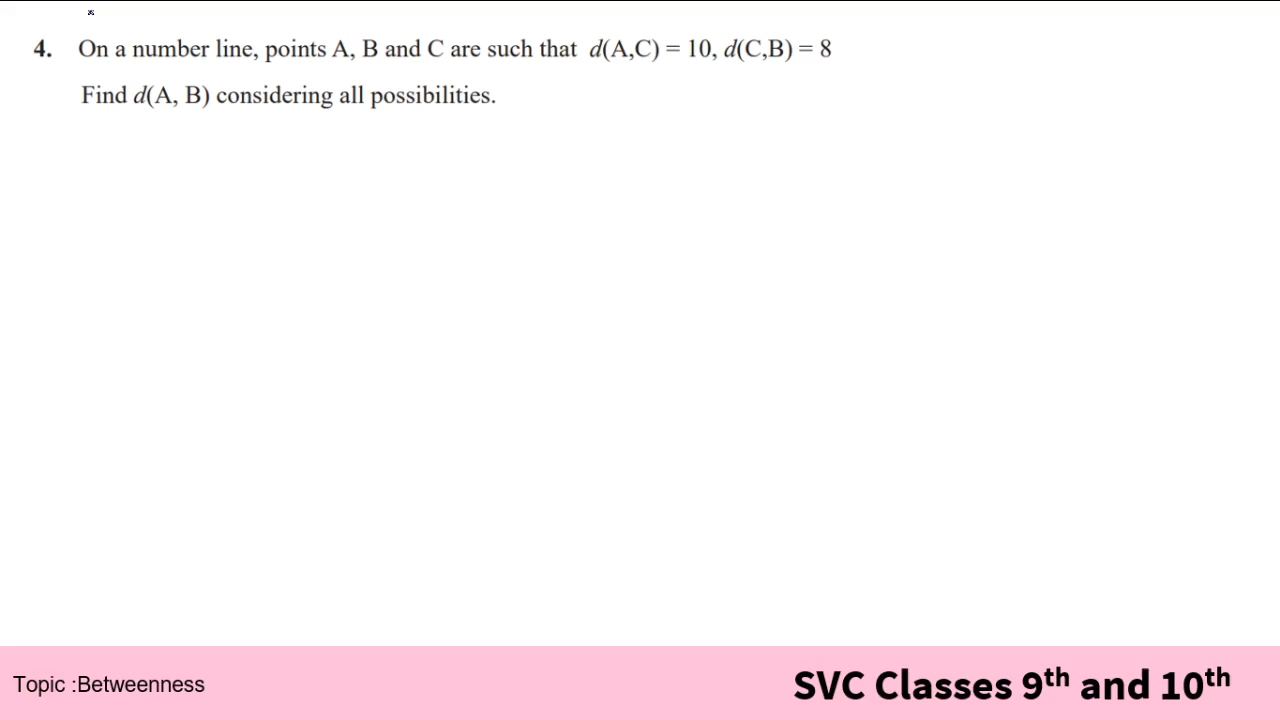 4. On a number line, points A, B and C are such that d(A,C) = 10, d(C,B) = 8
Find d(A, B) considering all possibilities.
Topic :Betweenness
SVC Classes 9th and 10th